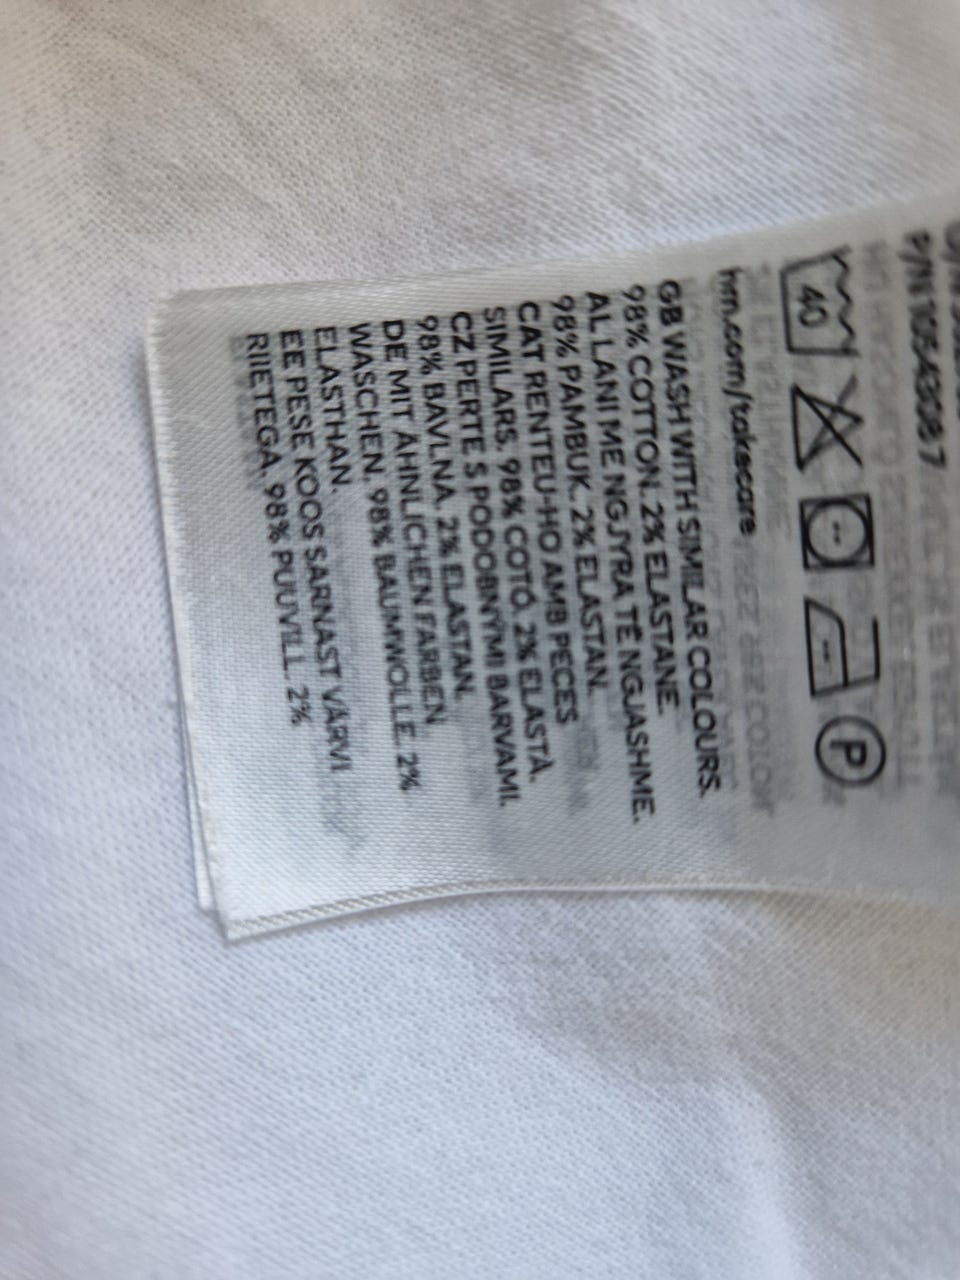 40 P
hm.com/takecare
GB WASH WITH SIMILAR COLOURS.
98% COTTON. 2% ELASTANE.
AL LANI ME NGJYRA TË NGJASHME.
98% PAMBUK. 2% ELASTAN.
CAT RENTEU-HO AMB PECES
SIMILARS. 98% COTÓ. 2% ELASTÀ.
CZ PERTE S PODOBNÝMI BARVAMI.
98% BAVLNA. 2% ELASTAN.
DE MIT ÄHNLICHEN FARBEN
WASCHEN. 98% BAUMWOLLE. 2%
ELASTHAN.
EE PESE KOOS SARNAST VÄRVI
RIIETEGA. 98% PUUVILL. 2%